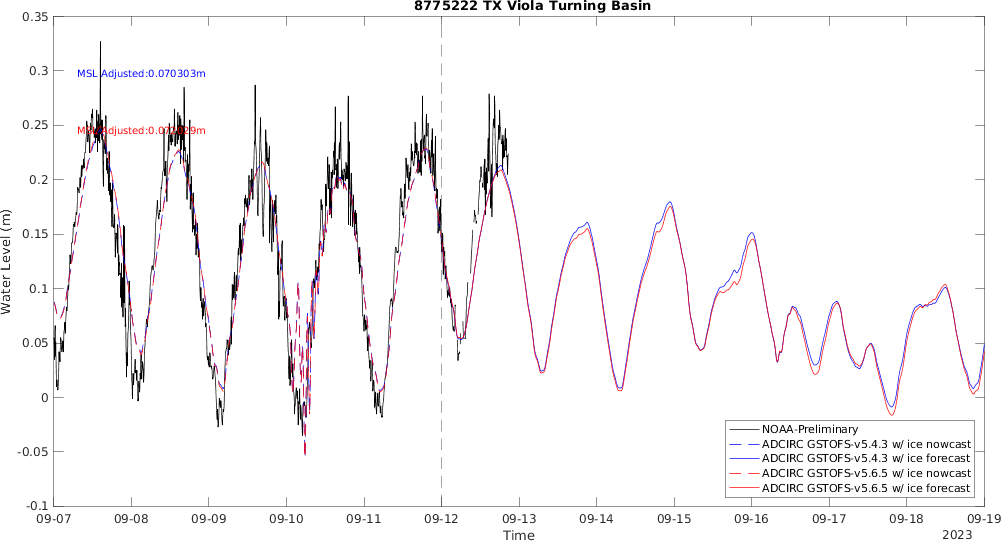 8775222 TX Viola Turning Basin
0.35
0.3
0.25
0.2
0.15
0.1
0.05
0
-0.05
-0.1
Water Level (m)
MSL Adjusted:0.070303m
Adjusted:
NOAA-Preliminary
ADCIRC GSTOFS-v5.4.3 w/ ice nowcast
ADCIRC GSTOFS-v5.4.3 w/ ice forecast
ADCIRC GSTOFS-v5.6.5 w/ ice nowcast
ADCIRC GSTOFS-v5.6.5 w/ ice forecast
09-07 09-08 09-09 09-10 09-11 09-12 09-13 09-14 09-15 09-16 09-17 09-18 09-19
Time
2023